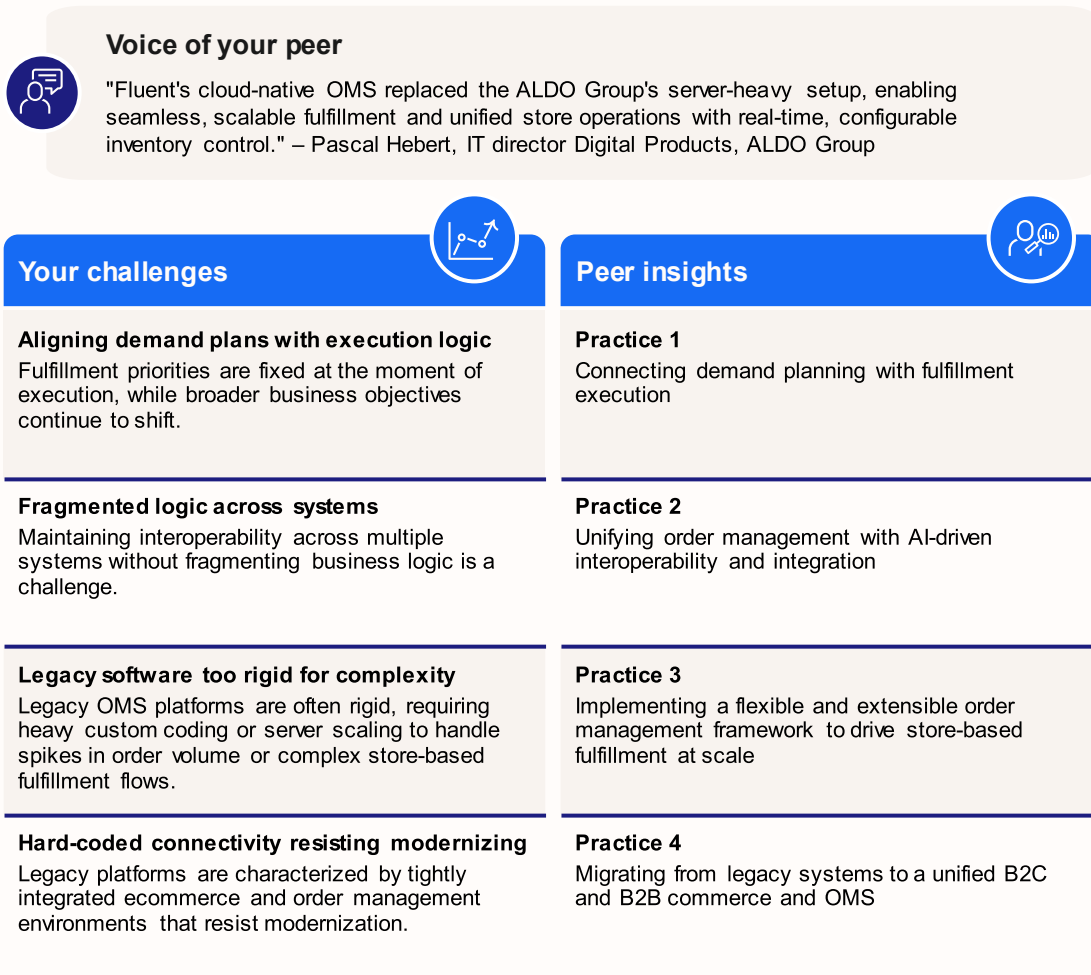 Voice of your peer
"Fluent's cloud-native OMS replaced the ALDO Group's server-heavy setup, enabling
seamless, scalable fulfillment and unified store operations with real-time, configurable
inventory control." – Pascal Hebert, IT director Digital Products, ALDO Group
Your challenges
Aligning demand plans with execution logic
Fulfillment priorities are fixed at the moment of
execution, while broader business objectives
continue to shift.
Fragmented logic across systems
Maintaining interoperability across multiple
systems without fragmenting business logic is a
challenge.
Legacy software too rigid for complexity
Legacy OMS platforms are often rigid, requiring
heavy custom coding or server scaling to handle
spikes in order volume or complex store-based
fulfillment flows.
Hard-coded connectivity resisting modernizing
Legacy platforms are characterized by tightly
integrated ecommerce and order management
environments that resist modernization.
Peer insights
Practice 1
Connecting demand planning with fulfillment
execution
Practice 2
Unifying order management with AI-driven
interoperability and integration
Practice 3
Implementing a flexible and extensible order
management framework to drive store-based
fulfillment at scale
Practice 4
Migrating from legacy systems to a unified B2C
and B2B commerce and OMS